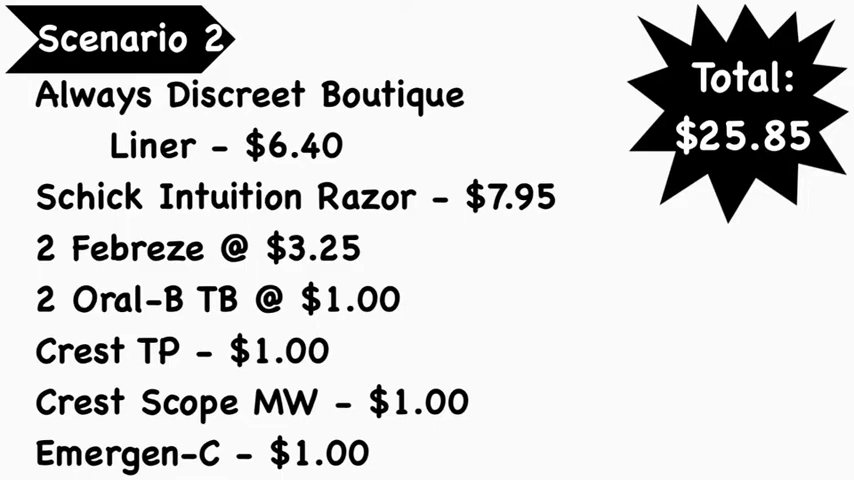 Scenario 2
Total:
$25.85
Always Discreet Boutique
Liner - $6.40
Schick Intuition Razor - $7.95
2 Febreze @ $3.25
2 Oral-B TB @ $1.00
Crest TP - $1.00
Crest Scope MW - $1.00
Emergen-C - $1.00